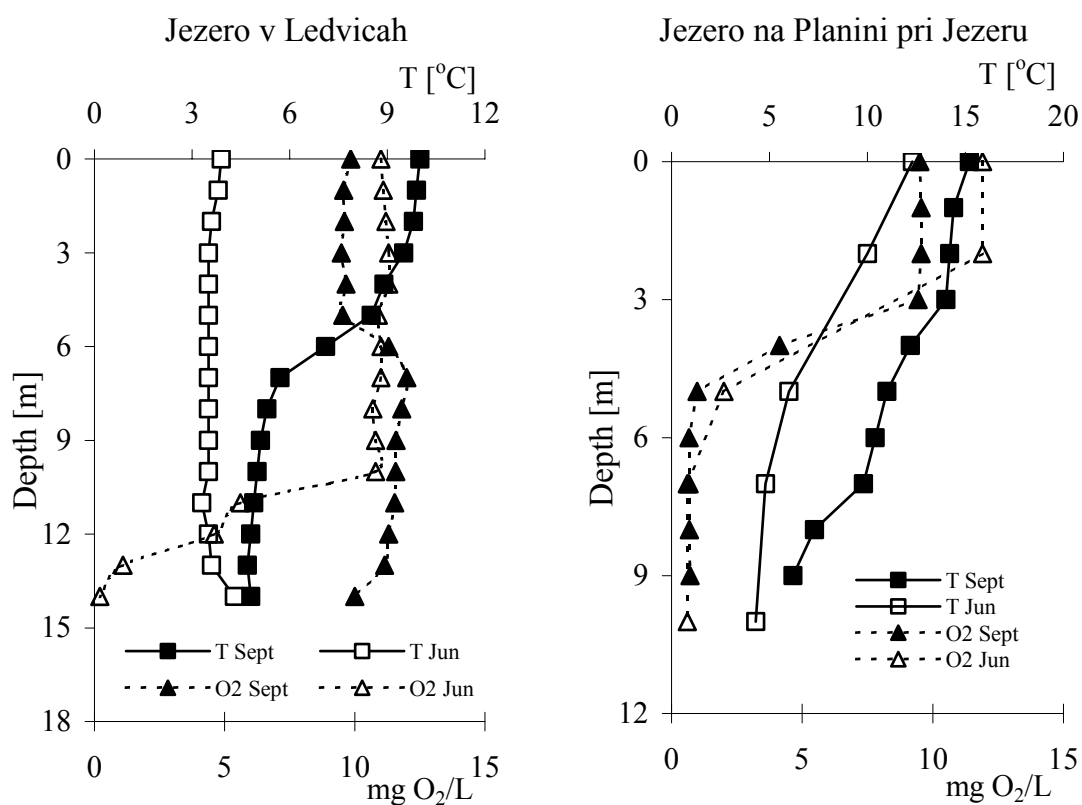 Jezero v Ledvicah
T [°C]
0 3 6 9 12
0
3
6
9
12
15
18
Depth [m]
T Sept T Jun
O2 Sept O2 Jun
0 5 10 15
mg O₂/L
Jezero na Planini pri Jezeru
T [°C]
0 5 10 15 20
0
3
6
9
12
Depth [m]
T Sept
T Jun
O2 Sept
O2 Jun
0 5 10 15
mg O₂/L